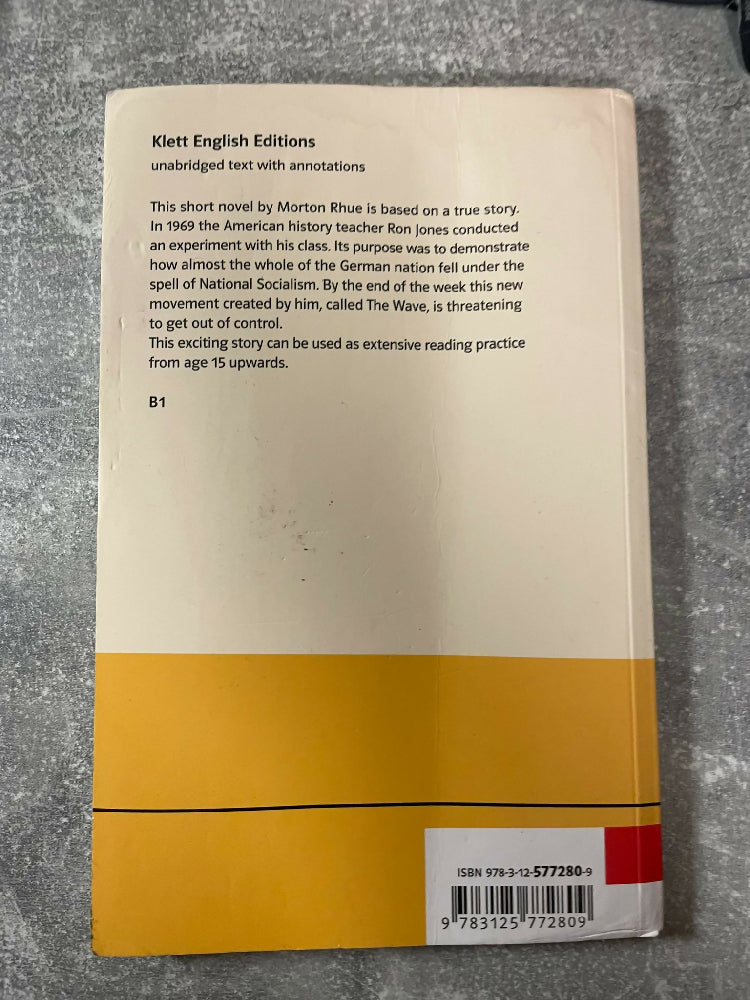 Klett English Editions
unabridged text with annotations
This short novel by Morton Rhue is based on a true story.
In 1969 the American history teacher Ron Jones conducted
an experiment with his class. Its purpose was to demonstrate
how almost the whole of the German nation fell under the
spell of National Socialism. By the end of the week this new
movement created by him, called The Wave, is threatening
to get out of control.
This exciting story can be used as extensive reading practice
from age 15 upwards.
B1
ISBN 978-3-12-577280-9
9 783125 772809